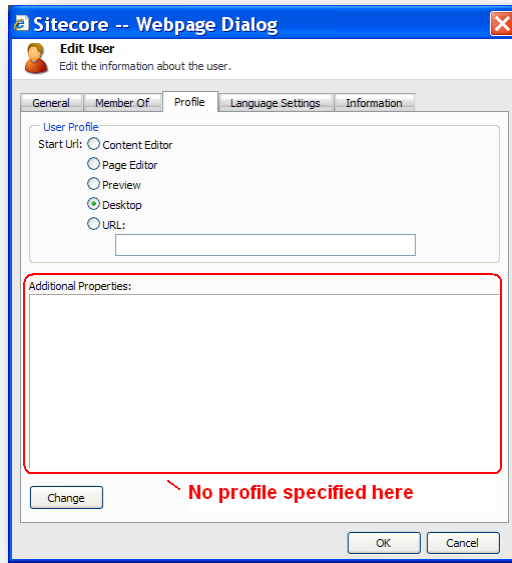 Sitecore -- Webpage Dialog
Edit User
Edit the information about the user.
General Member Of Profile Language Settings Information
User Profile
Start Url: Content Editor
Page Editor
Preview
Desktop
URL:
Additional Properties:
No profile specified here
Change
OK Cancel